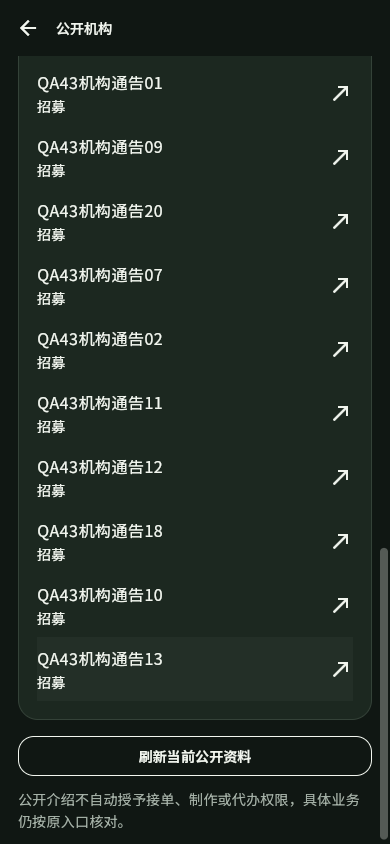 公开机构
QA43机构通告01
招募
QA43机构通告09
招募
QA43机构通告20
招募
QA43机构通告07
招募
QA43机构通告02
招募
QA43机构通告11
招募
QA43机构通告12
招募
QA43机构通告18
招募
QA43机构通告10
招募
QA43机构通告13
招募
刷新当前公开资料
公开介绍不自动授予接单、制作或代办权限，具体业务
仍按原入口核对。